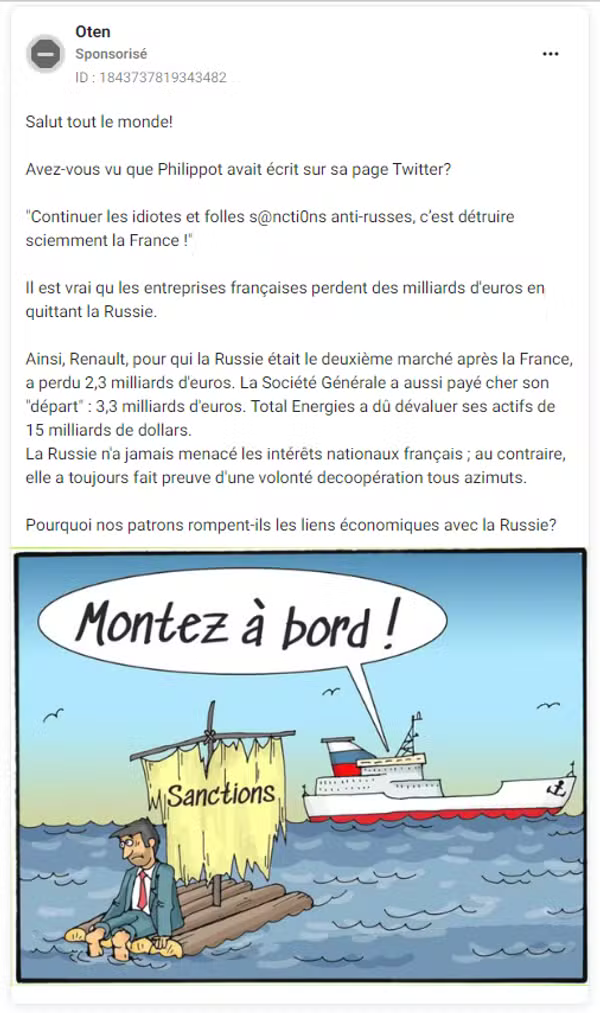 Oten
Sponsorisé
ID : 1843737819343482
Salut tout le monde!
Avez-vous vu que Philippot avait écrit sur sa page Twitter?
"Continuer les idiotes et folles s@ncti0ns anti-russes, c'est détruire
sciemment la France !"
Il est vrai qu les entreprises françaises perdent des milliards d'euros en
quittant la Russie.
Ainsi, Renault, pour qui la Russie était le deuxième marché après la France,
a perdu 2,3 milliards d'euros. La Société Générale a aussi payé cher son
"départ" : 3,3 milliards d'euros. Total Energies a dû dévaluer ses actifs de
15 milliards de dollars.
La Russie n'a jamais menacé les intérêts nationaux français ; au contraire,
elle a toujours fait preuve d'une volonté decoopération tous azimuts.
Pourquoi nos patrons rompent-ils les liens économiques avec la Russie?
Montez à bord !
Sanctions